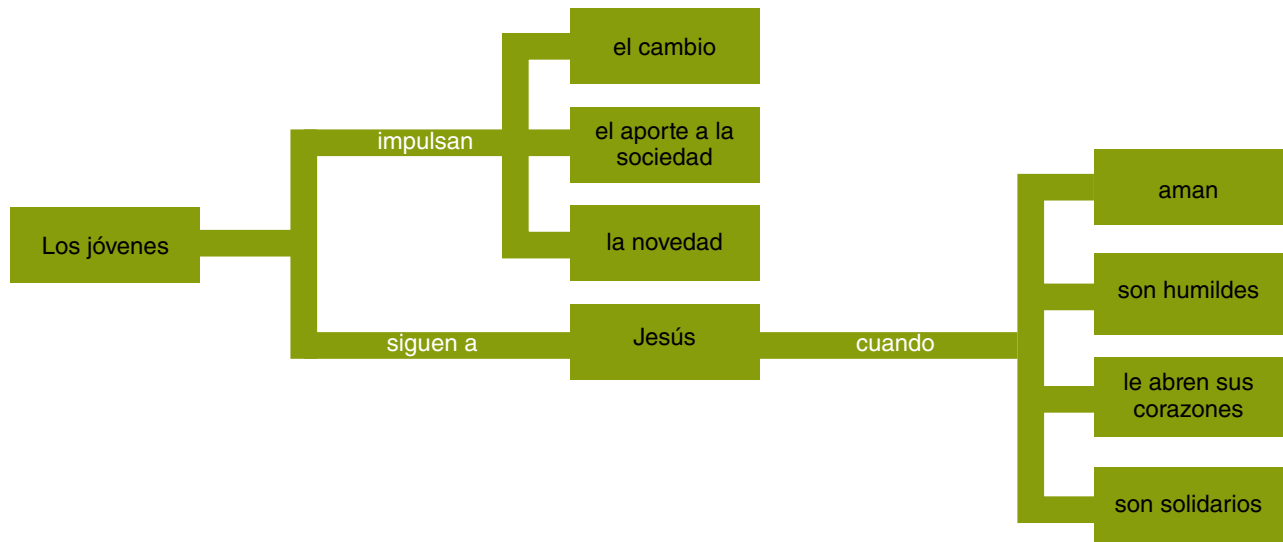 Los jóvenes
impulsan
el cambio
el aporte a la
sociedad
la novedad
siguen a
Jesús
cuando
aman
son humildes
le abren sus
corazones
son solidarios